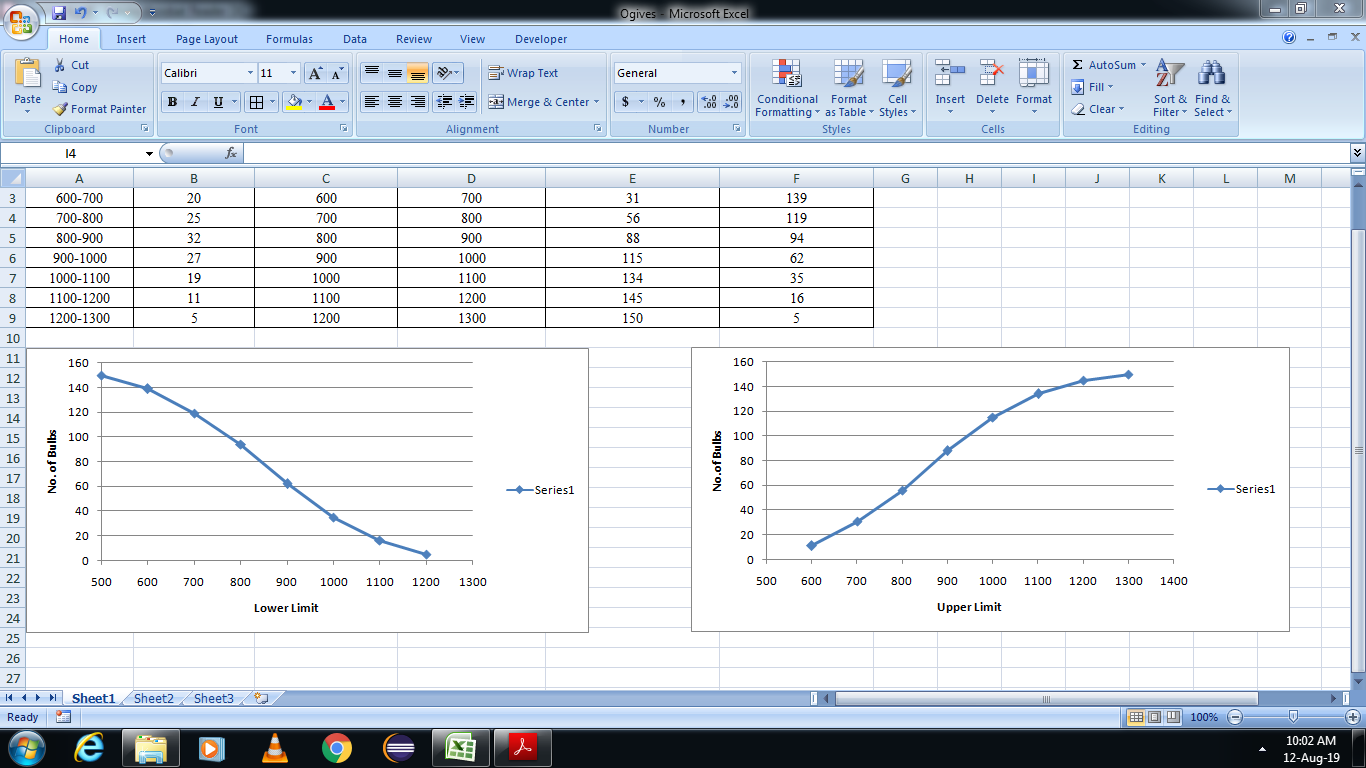 Ogives - Microsoft Excel
Home Insert Page Layout Formulas Data Review View Developer
Paste
Cut
Copy
Format Painter
Clipboard
Calibri 11
B I U
Font
Wrap Text
Merge & Center
Alignment
General
$ % ,
Number
Conditional Formatting
Format as Table
Cell Styles
Styles
Insert Delete Format
Cells
Σ AutoSum
Fill
Clear
Sort & Filter
Find & Select
Editing
I4 fx
A B C D E F G H I J K L M
3 600-700 20 600 700 31 139
4 700-800 25 700 800 56 119
5 800-900 32 800 900 88 94
6 900-1000 27 900 1000 115 62
7 1000-1100 19 1000 1100 134 35
8 1100-1200 11 1100 1200 145 16
9 1200-1300 5 1200 1300 150 5
10
11
12
13
14
15
16
17
18
19
20
21
22
23
24
25
26
27
No. of Bulbs
160
140
120
100
80
60
40
20
0
500 600 700 800 900 1000 1100 1200 1300
Lower Limit
Series1
No.of Bulbs
160
140
120
100
80
60
40
20
0
500 600 700 800 900 1000 1100 1200 1300 1400
Upper Limit
Series1
Sheet1 Sheet2 Sheet3
Ready 100%
10:02 AM
12-Aug-19